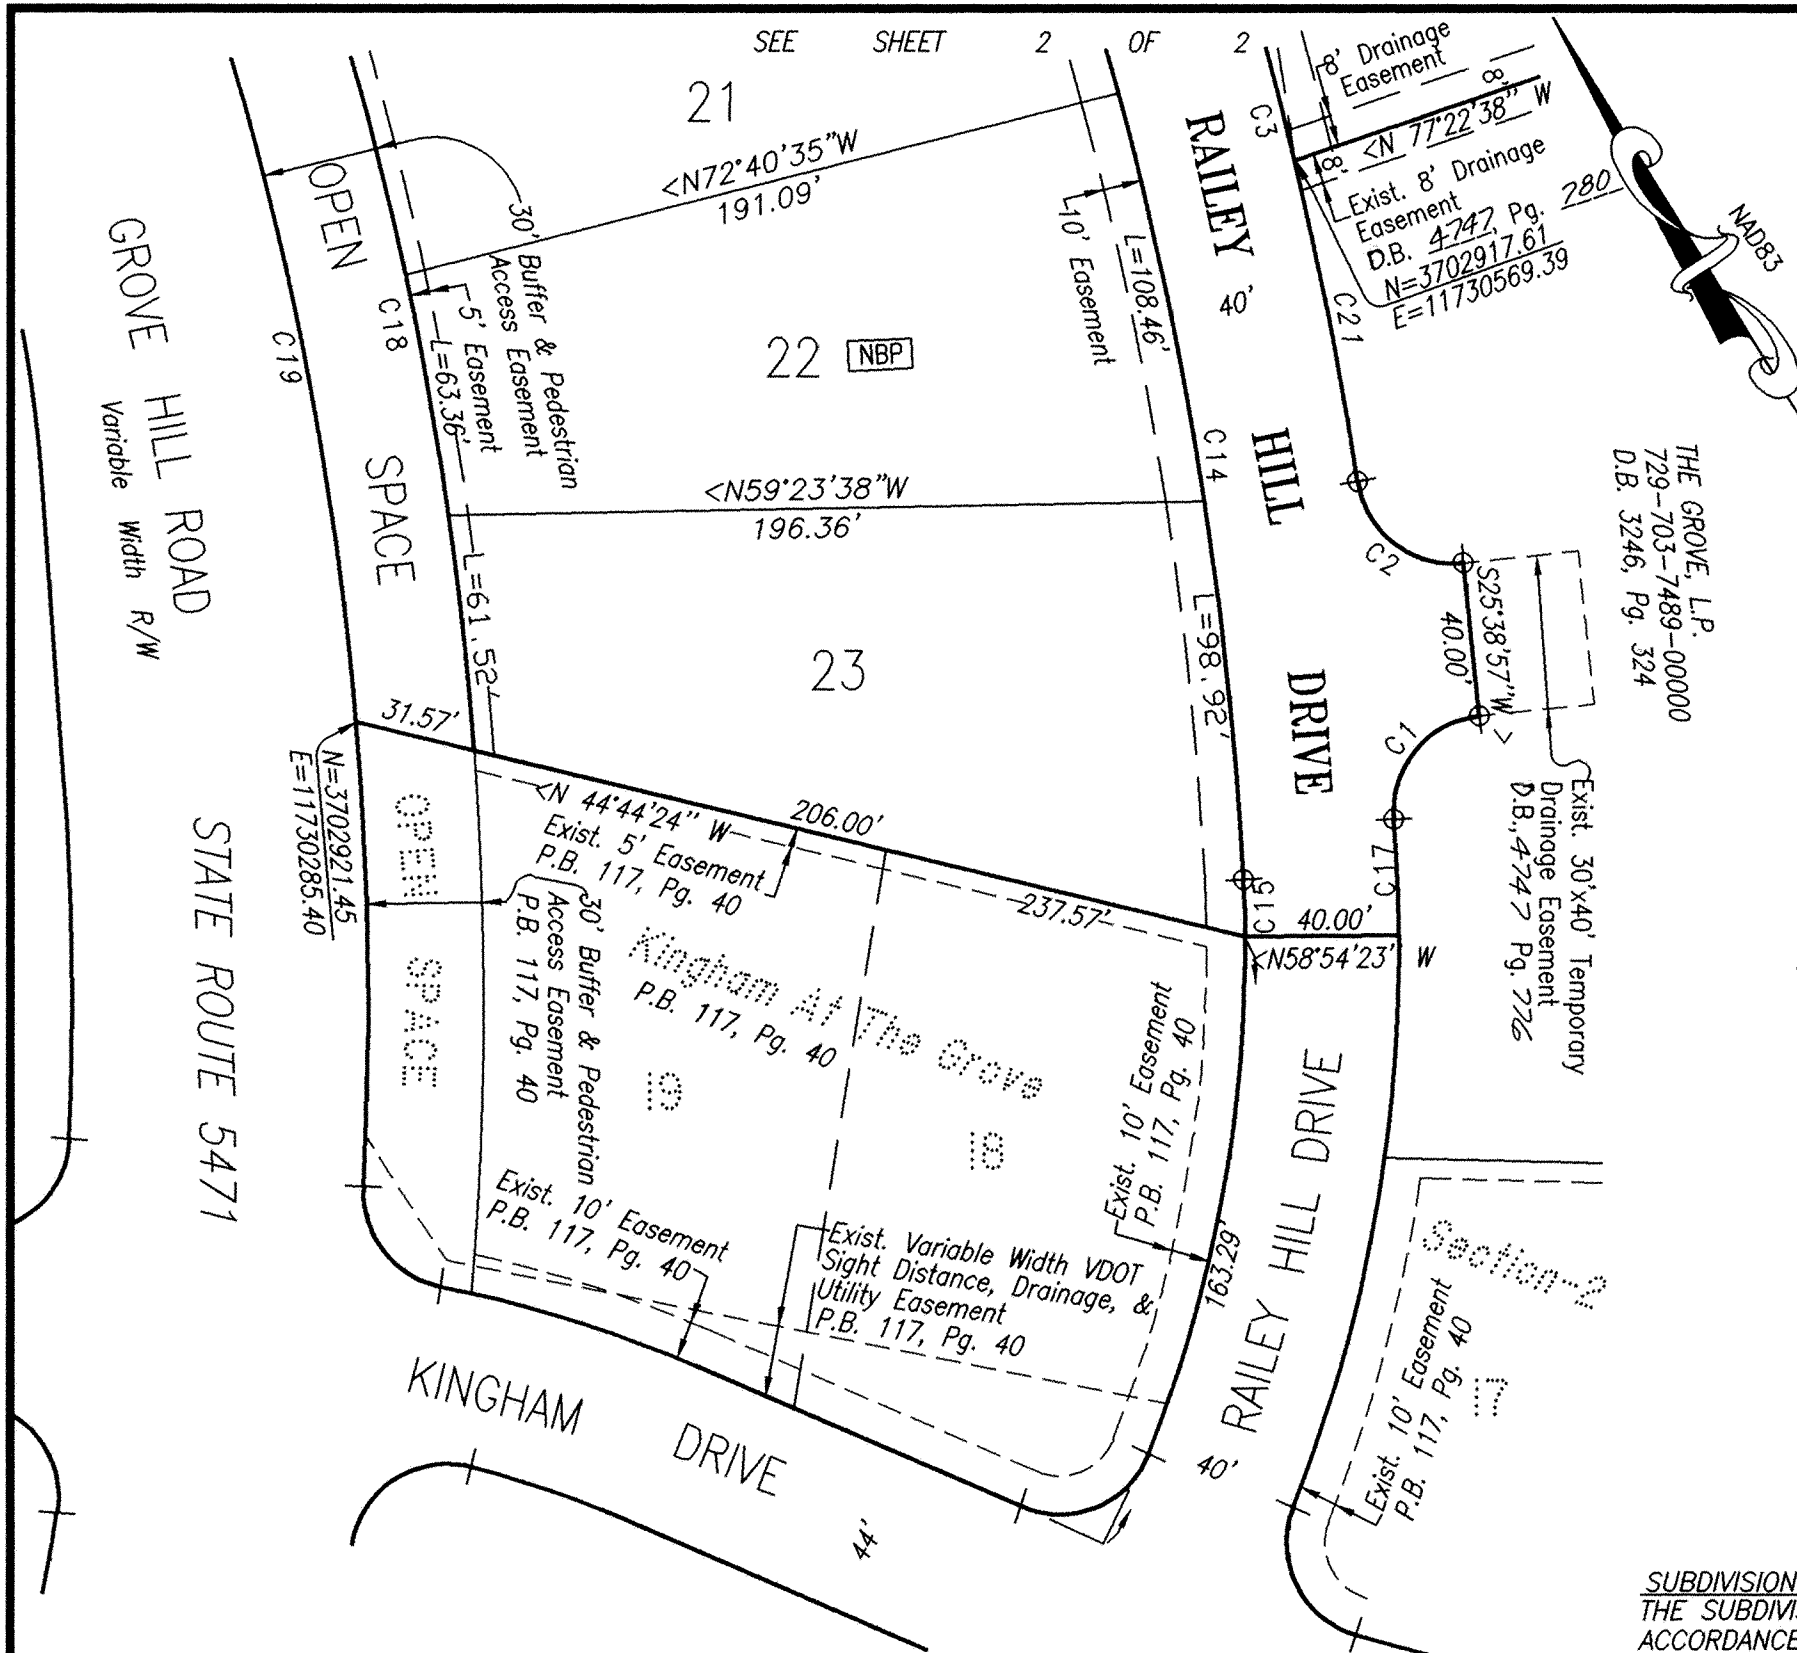 SEE SHEET 2 OF 2
21
<N72°40'35"W
191.09'
8' Drainage
Easement
8'
<N 77°22'38" W
8'
Exist. 8' Drainage
Easement
D.B. 4747, Pg. 280
N=3702917.61
E=11730569.39
C3
C21
NAD83
RAILEY
HILL
DRIVE
40'
OPEN
SPACE
C18
C19
30' Buffer & Pedestrian
Access Easement
5' Easement
L=63.36'
10' Easement
L=108.46'
C14
22
NBP
<N59°23'38"W
196.36'
GROVE HILL ROAD
Variable Width R/W
STATE ROUTE 5471
L=61.52'
L=98.92'
23
C2
S25°38'57"W >
40.00'
C1
THE GROVE, L.P.
729-703-7489-00000
D.B. 3246, Pg. 324
Exist. 30'x40' Temporary
Drainage Easement
D.B., 4747 Pg. 776
31.57'
N=3702921.45
E=11730285.40
<N 44°44'24" W
206.00'
237.57'
C15
C17
40.00'
<N58°54'23" W
Exist. 5' Easement
P.B. 117, Pg. 40
OPEN SPACE
30' Buffer & Pedestrian
Access Easement
P.B. 117, Pg. 40
Kingham At The Grove
P.B. 117, Pg. 40
19
18
Exist. 10' Easement
P.B. 117, Pg. 40
163.29'
RAILEY HILL DRIVE
40'
Exist. 10' Easement
P.B. 117, Pg. 40
Exist. Variable Width VDOT
Sight Distance, Drainage, &
Utility Easement
P.B. 117, Pg. 40
Section-2
17
Exist. 10' Easement
P.B. 117, Pg. 40
KINGHAM DRIVE
44'
SUBDIVISION
THE SUBDIVIS
ACCORDANCE